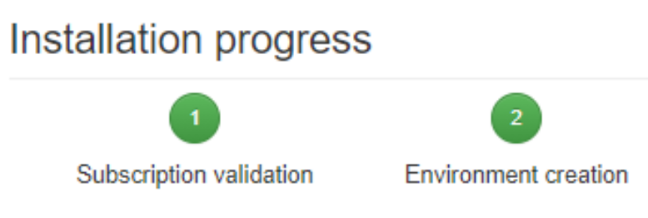 Installation progress
1 2
Subscription validation Environment creation